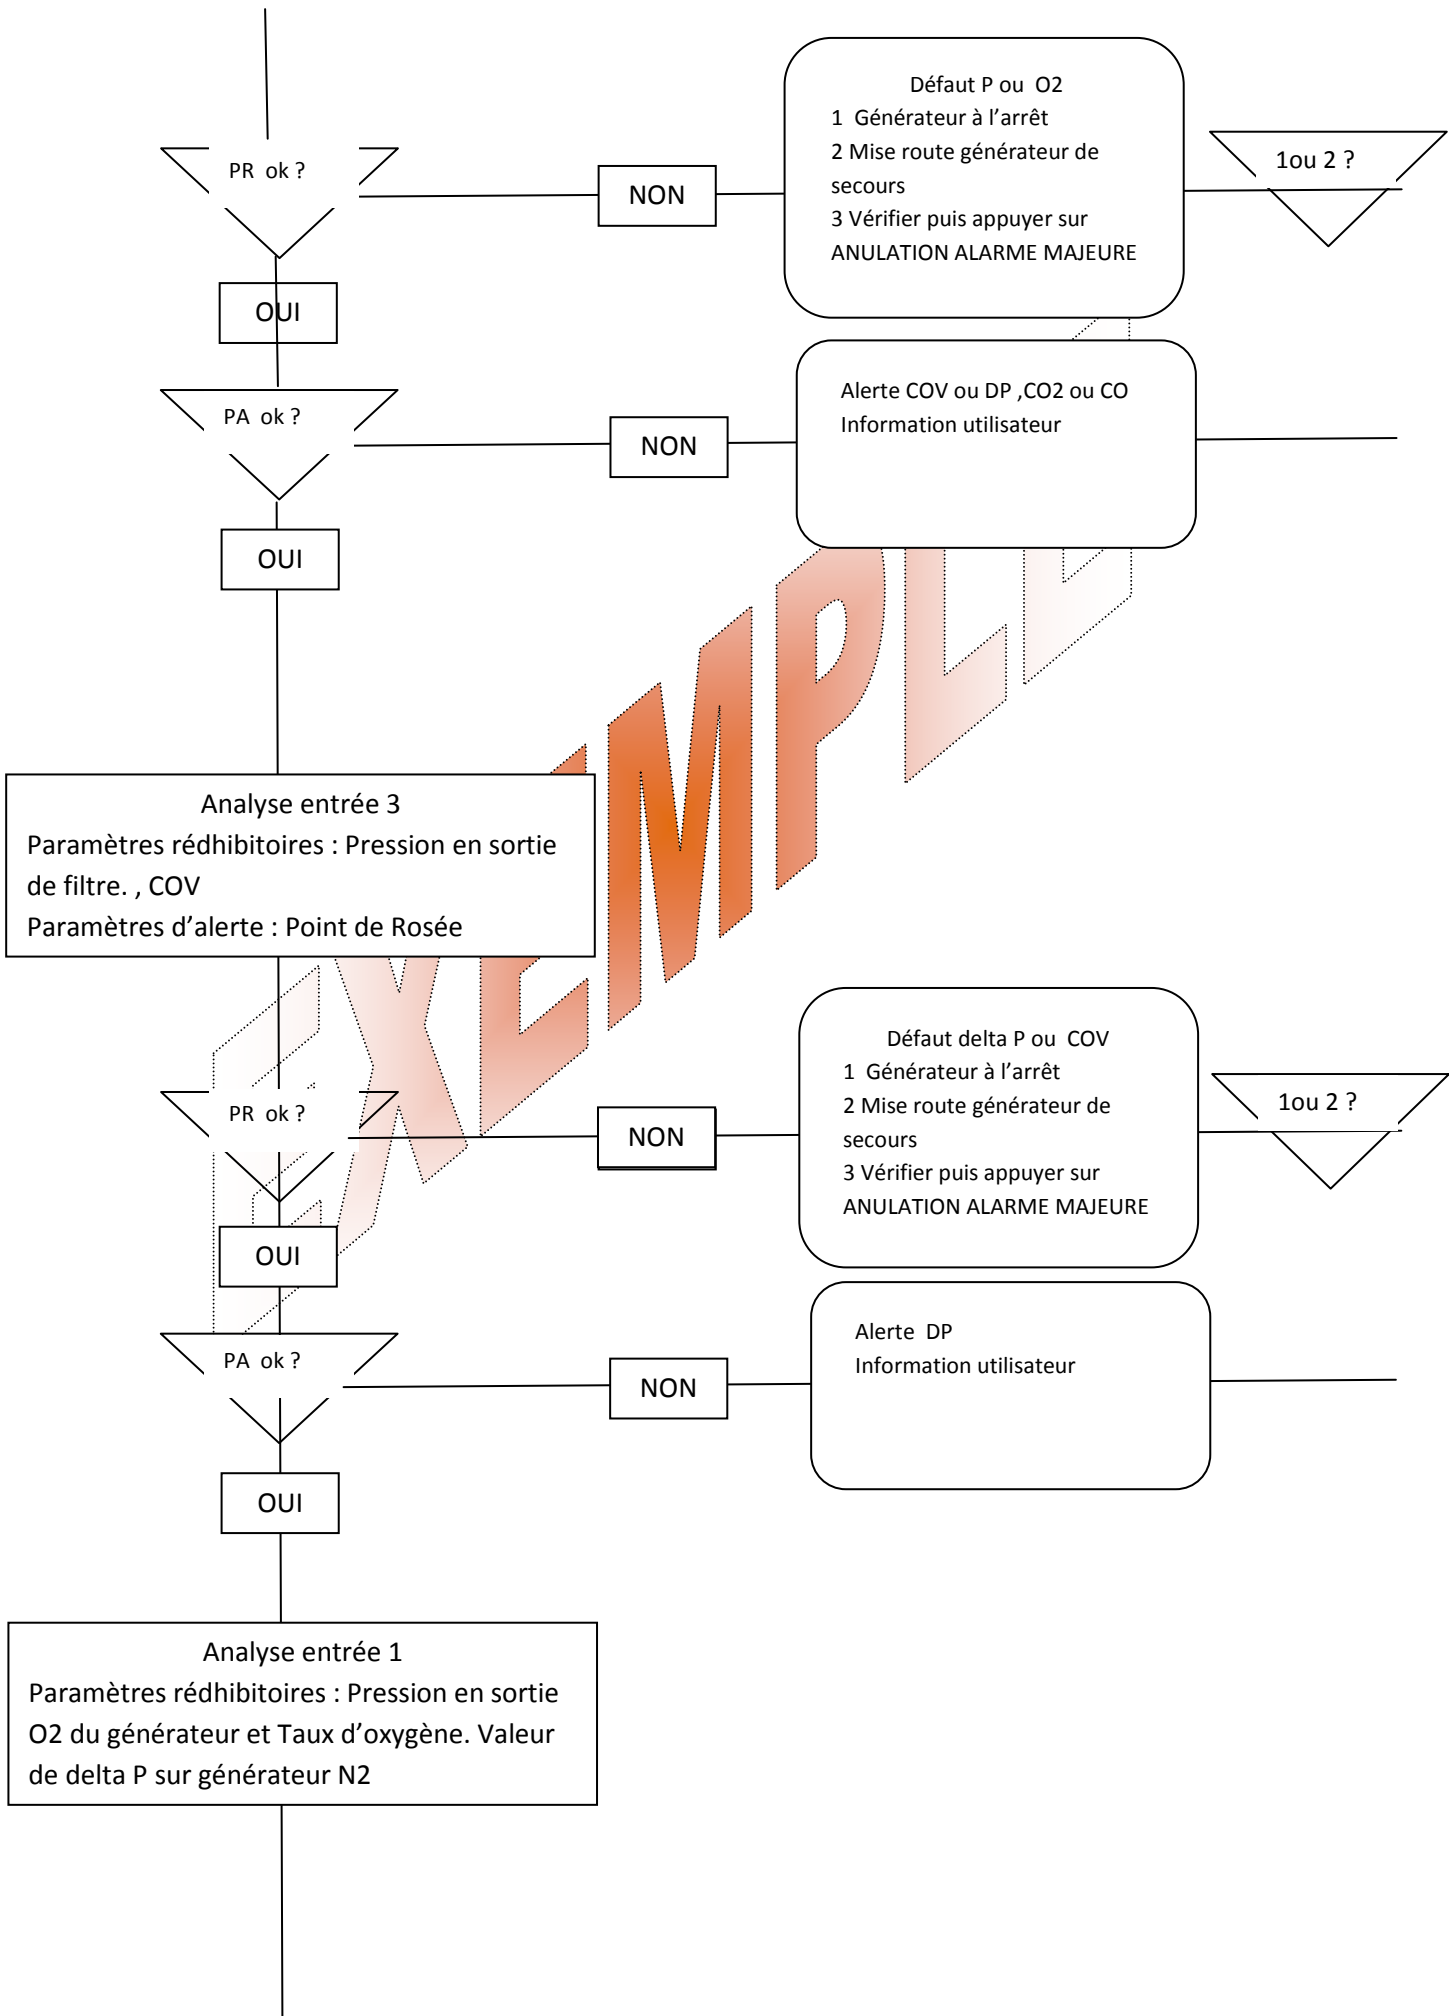 Défaut P ou O2
1 Générateur à l’arrêt
2 Mise route générateur de
secours
3 Vérifier puis appuyer sur
ANULATION ALARME MAJEURE
PR ok ?
NON
1ou 2 ?
OUI
Alerte COV ou DP ,CO2 ou CO
Information utilisateur
PA ok ?
NON
OUI
EXEMPLE
Analyse entrée 3
Paramètres rédhibitoires : Pression en sortie
de filtre. , COV
Paramètres d’alerte : Point de Rosée
Défaut delta P ou COV
1 Générateur à l’arrêt
2 Mise route générateur de
secours
3 Vérifier puis appuyer sur
ANULATION ALARME MAJEURE
PR ok ?
NON
1ou 2 ?
OUI
Alerte DP
Information utilisateur
PA ok ?
NON
OUI
Analyse entrée 1
Paramètres rédhibitoires : Pression en sortie
O2 du générateur et Taux d’oxygène. Valeur
de delta P sur générateur N2